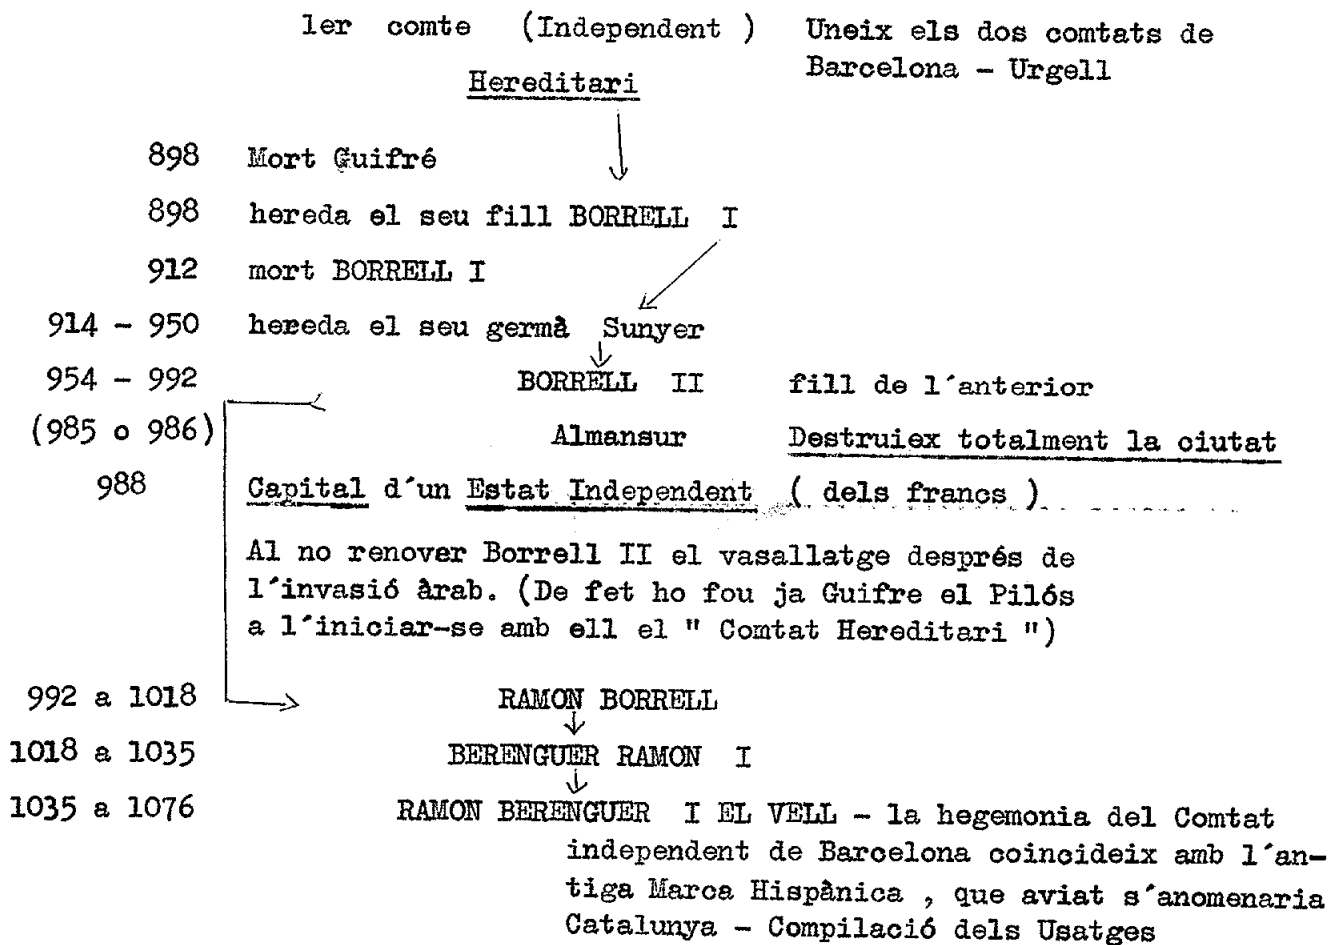 1er comte (Independent ) Uneix els dos comtats de
Barcelona - Urgell
Hereditari
898 Mort Guifré
898 hereda el seu fill BORRELL I
912 mort BORRELL I
914 - 950 hereda el seu germà Sunyer
954 - 992 BORRELL II fill de l´anterior
(985 o 986) Almansur Destruiex totalment la ciutat
988 Capital d´un Estat Independent ( dels francs )
Al no renover Borrell II el vasallatge després de
l´invasió àrab. (De fet ho fou ja Guifre el Pilós
a l´iniciar-se amb ell el " Comtat Hereditari ")
992 a 1018 RAMON BORRELL
1018 a 1035 BERENGUER RAMON I
1035 a 1076 RAMON BERENGUER I EL VELL - la hegemonia del Comtat
independent de Barcelona coincideix amb l´an-
tiga Marca Hispànica , que aviat s´anomenaria
Catalunya - Compilació dels Usatges